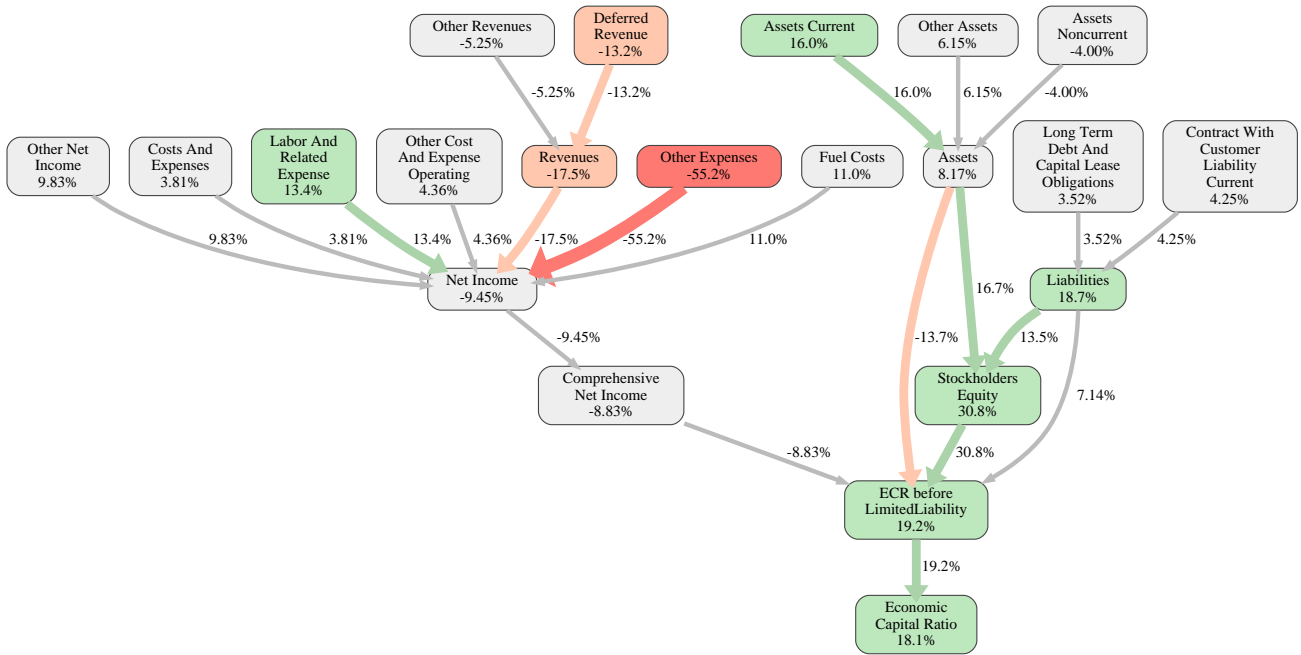 Other Revenues
-5.25%
Deferred
Revenue
-13.2%
Assets Current
16.0%
Other Assets
6.15%
Assets
Noncurrent
-4.00%
-5.25%
-13.2%
16.0%
6.15%
-4.00%
Other Net
Income
9.83%
Costs And
Expenses
3.81%
Labor And
Related
Expense
13.4%
Other Cost
And Expense
Operating
4.36%
Revenues
-17.5%
Other Expenses
-55.2%
Fuel Costs
11.0%
Assets
8.17%
Long Term
Debt And
Capital Lease
Obligations
3.52%
Contract With
Customer
Liability
Current
4.25%
9.83%
3.81%
13.4%
4.36%
-17.5%
-55.2%
11.0%
3.52%
4.25%
Net Income
-9.45%
16.7%
Liabilities
18.7%
-9.45%
-13.7%
13.5%
Comprehensive
Net Income
-8.83%
Stockholders
Equity
30.8%
7.14%
-8.83%
30.8%
ECR before
LimitedLiability
19.2%
19.2%
Economic
Capital Ratio
18.1%